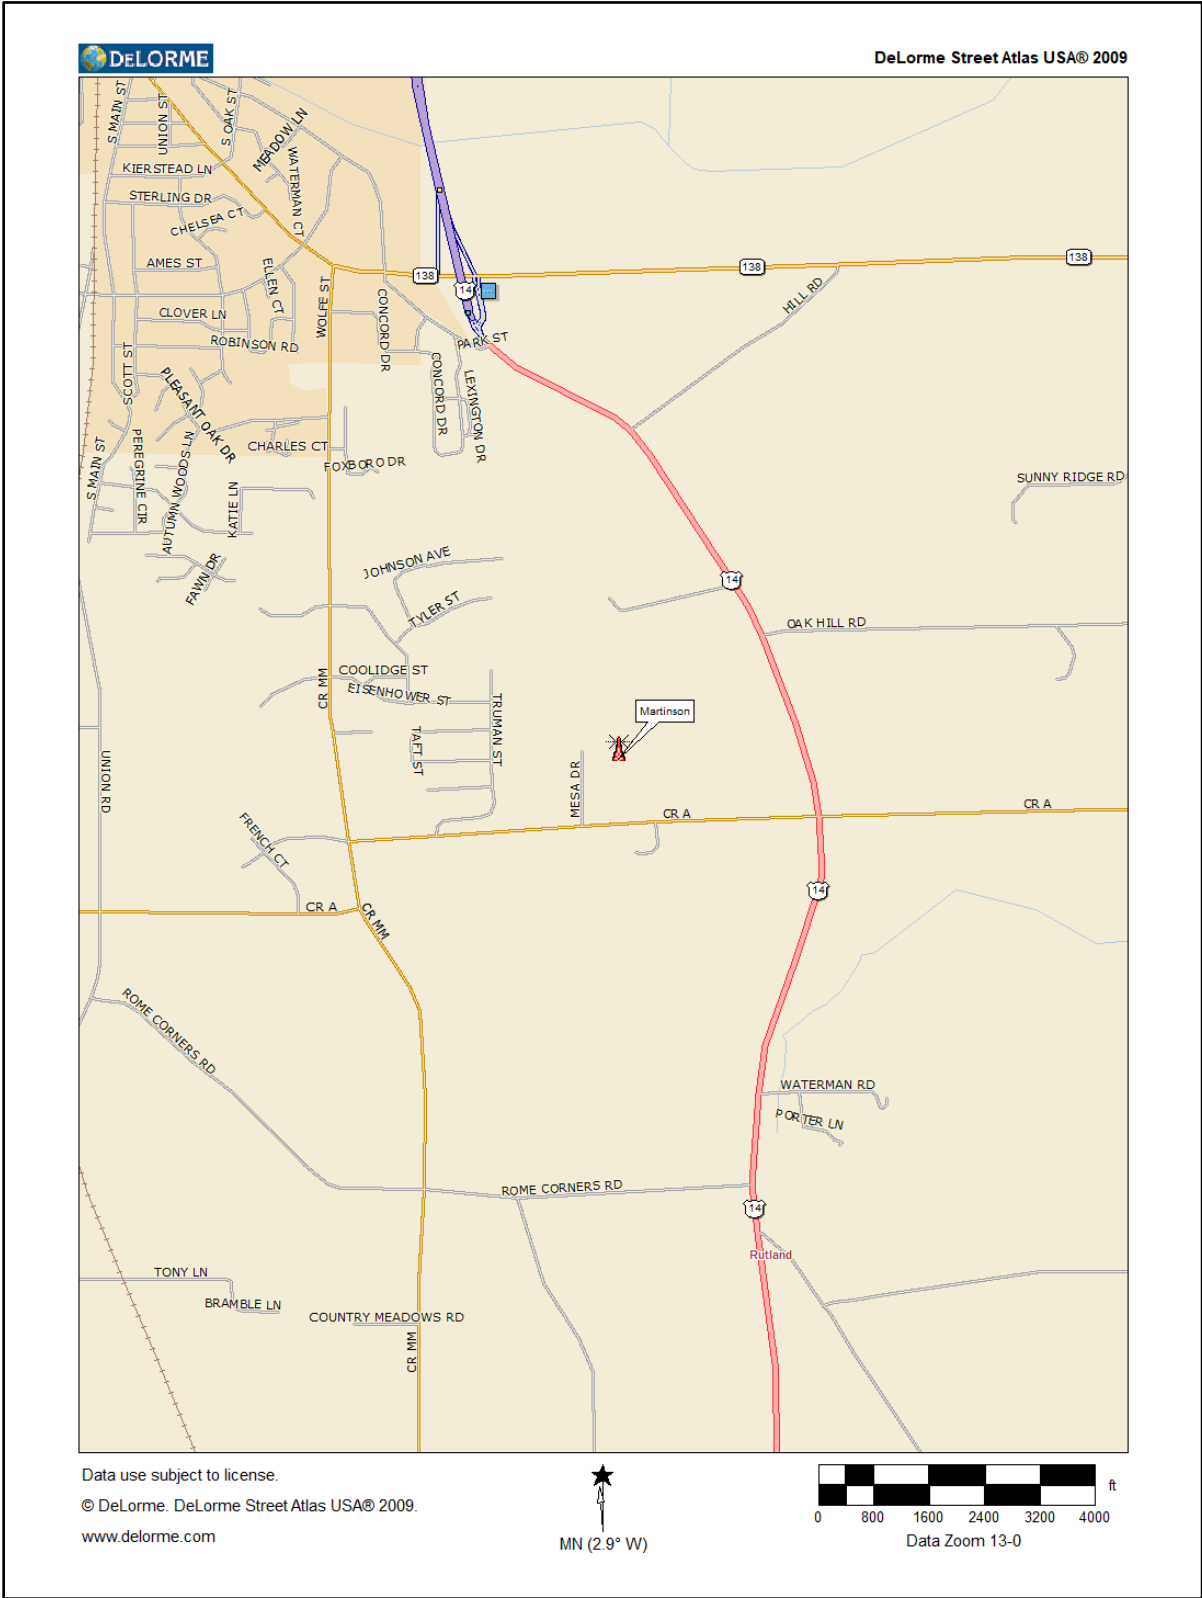 DELORME
DeLorme Street Atlas USA® 2009
S MAIN ST
UNION ST
S OAK ST
MEADOW LN
WATERMAN CT
KIERSTEAD LN
STERLING DR
CHELSEA CT
AMES ST
ELLEN CT
WOLFE ST
138
138
138
14
HILL RD
CLOVER LN
CONCORD DR
ROBINSON RD
PARK ST
SCOTT ST
PLEASANT OAK DR
CONCORD DR
LEXINGTON DR
S MAIN ST
PEREGRINE CIR
AUTUMN WOODS LN
KATIE LN
CHARLES CT
FOXBORO DR
SUNNY RIDGE RD
FAWN DR
JOHNSON AVE
14
TYLER ST
OAK HILL RD
CR MM
COOLIDGE ST
EISENHOWER ST
TRUMAN ST
Martinson
TAFT ST
UNION RD
MESA DR
CR A
CR A
FRENCH CT
14
CR A
CR MM
ROME CORNERS RD
WATERMAN RD
PORTER LN
ROME CORNERS RD
14
Rutland
TONY LN
BRAMBLE LN
COUNTRY MEADOWS RD
CR MM
Data use subject to license.
© DeLorme. DeLorme Street Atlas USA® 2009.
www.delorme.com
MN (2.9° W)
ft
0 800 1600 2400 3200 4000
Data Zoom 13-0